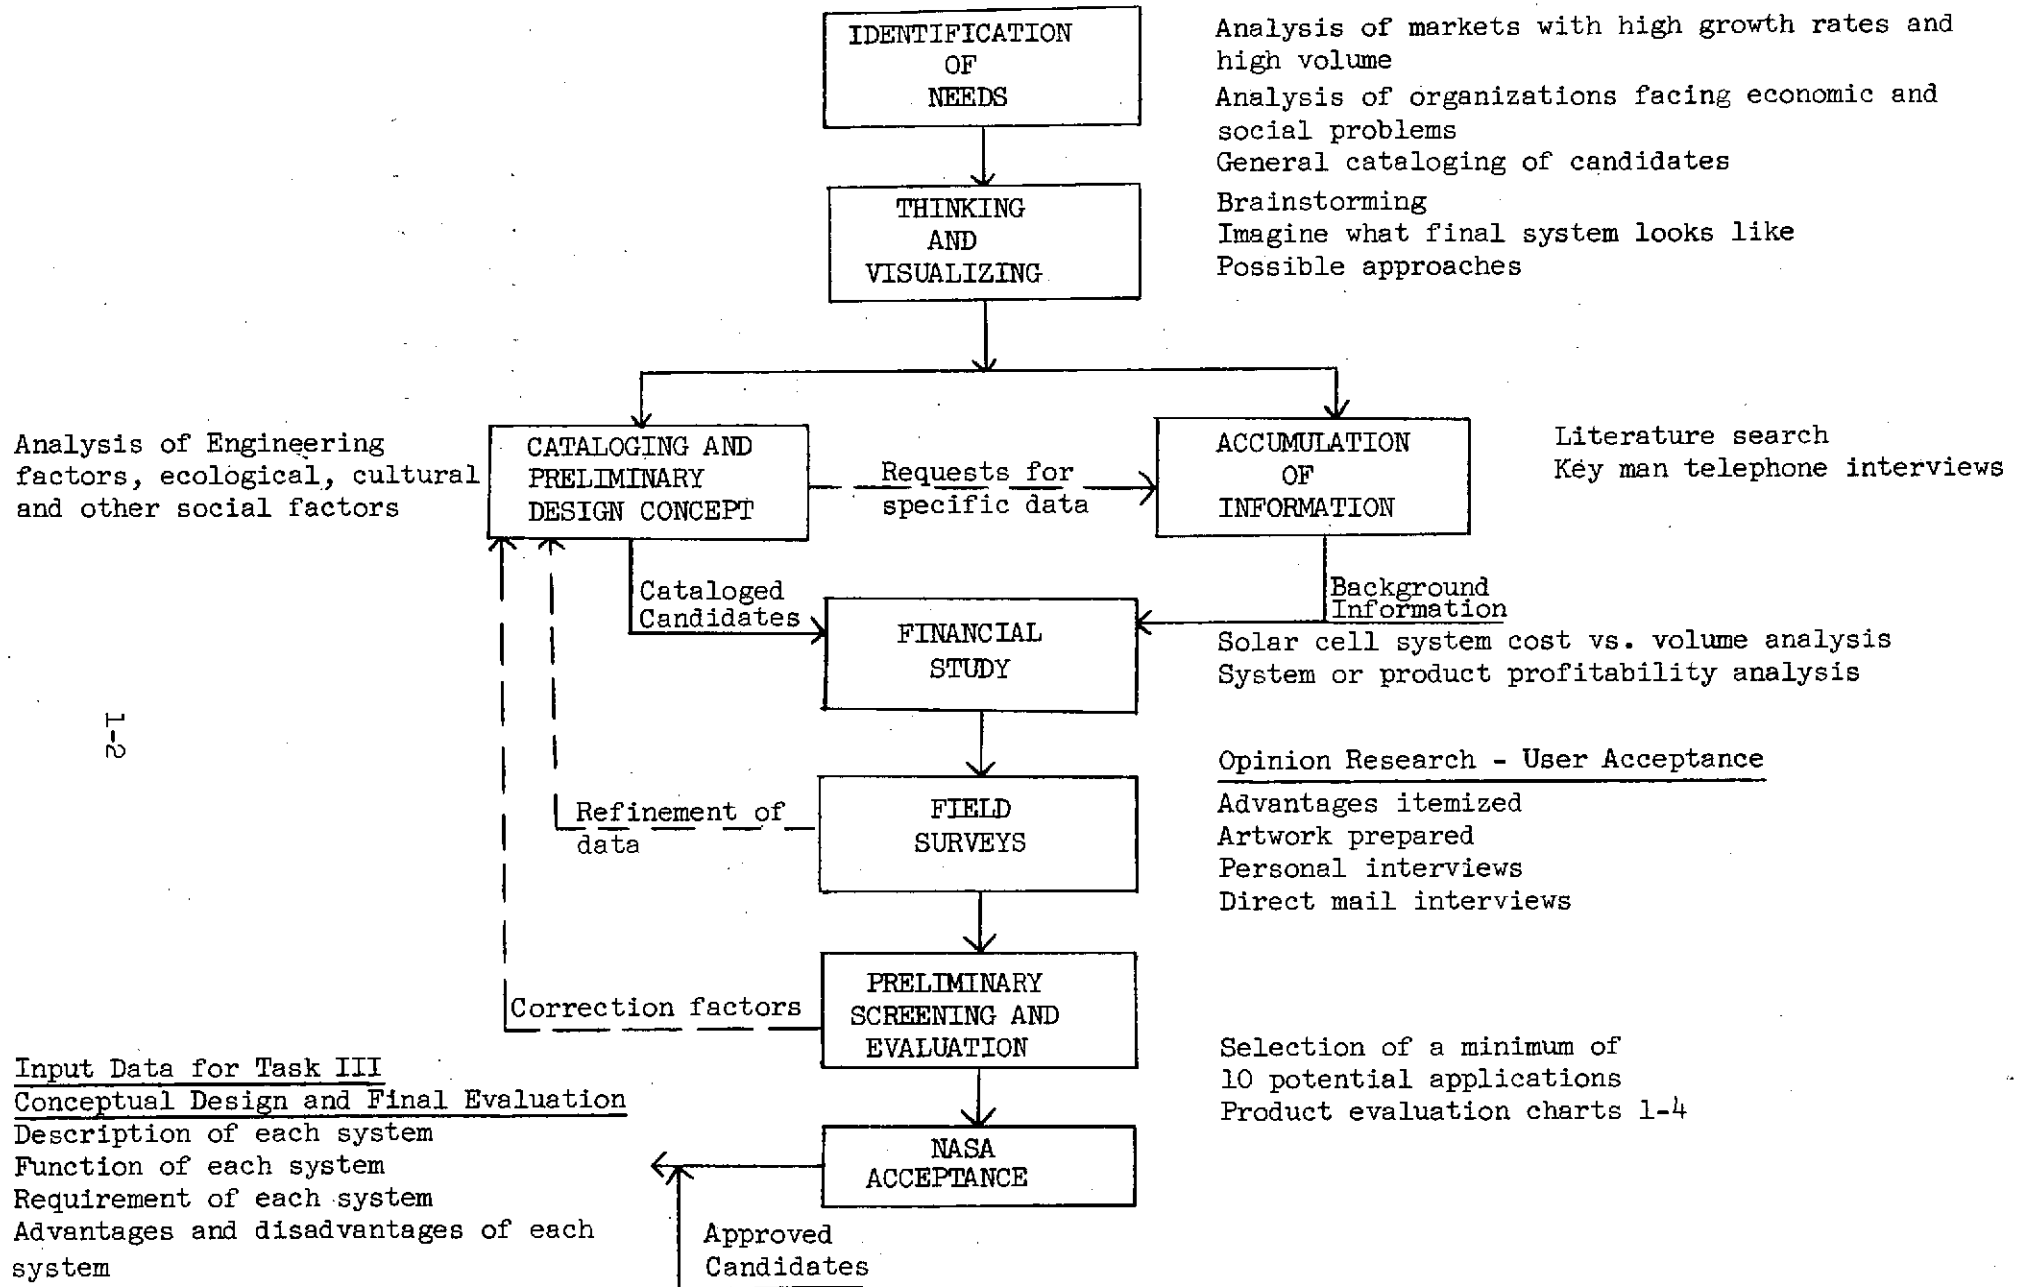 IDENTIFICATION
OF
NEEDS
Analysis of markets with high growth rates and
high volume
Analysis of organizations facing economic and
social problems
General cataloging of candidates
THINKING
AND
VISUALIZING
Brainstorming
Imagine what final system looks like
Possible approaches
Analysis of Engineering
factors, ecological, cultural
and other social factors
CATALOGING AND
PRELIMINARY
DESIGN CONCEPT
Requests for
specific data
ACCUMULATION
OF
INFORMATION
Literature search
Key man telephone interviews
Cataloged
Candidates
Background
Information
FINANCIAL
STUDY
Solar cell system cost vs. volume analysis
System or product profitability analysis
1-2
Refinement of
data
FIELD
SURVEYS
Opinion Research - User Acceptance
Advantages itemized
Artwork prepared
Personal interviews
Direct mail interviews
Correction factors
PRELIMINARY
SCREENING AND
EVALUATION
Selection of a minimum of
10 potential applications
Product evaluation charts 1-4
Input Data for Task III
Conceptual Design and Final Evaluation
Description of each system
Function of each system
Requirement of each system
Advantages and disadvantages of each
system
NASA
ACCEPTANCE
Approved
Candidates